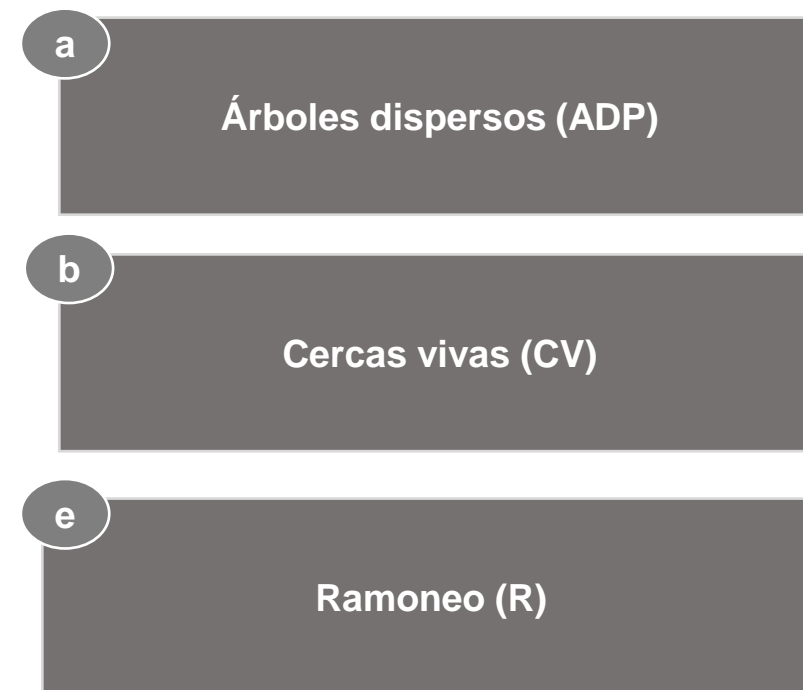 a
Árboles dispersos (ADP)
b
Cercas vivas (CV)
e
Ramoneo (R)